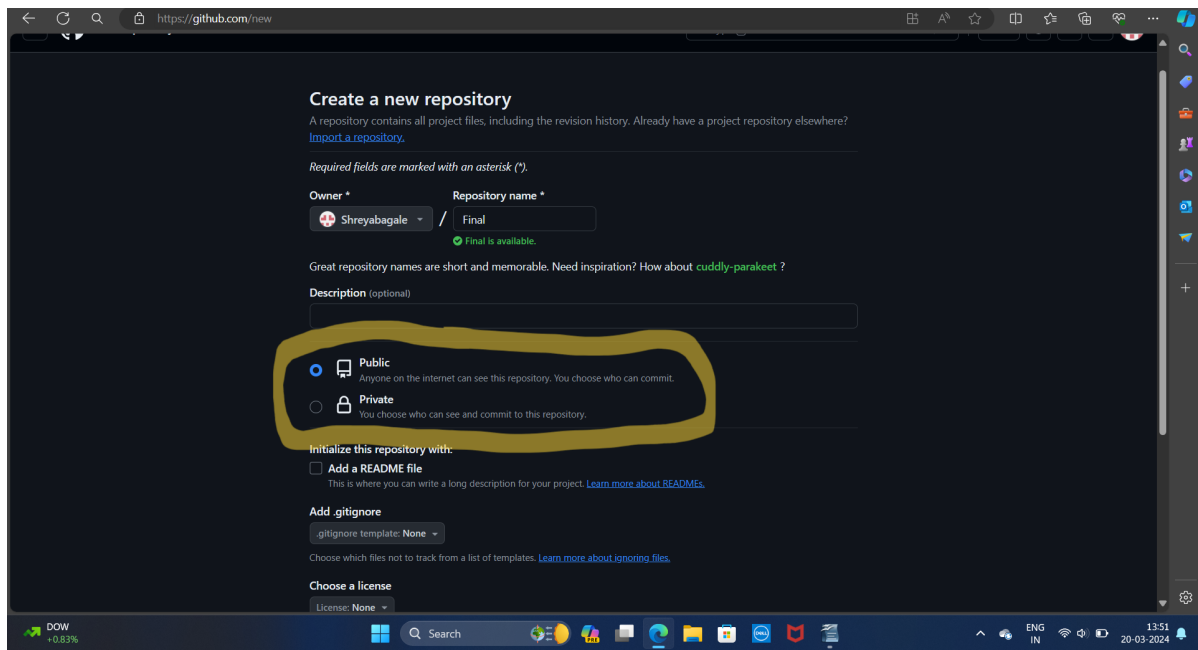 https://github.com/new
Create a new repository
A repository contains all project files, including the revision history. Already have a project repository elsewhere?
Import a repository.
Required fields are marked with an asterisk (*).
Owner * Repository name *
Shreyabagale / Final
Final is available.
Great repository names are short and memorable. Need inspiration? How about cuddly-parakeet ?
Description (optional)
Public
Anyone on the internet can see this repository. You choose who can commit.
Private
You choose who can see and commit to this repository.
Initialize this repository with:
Add a README file
This is where you can write a long description for your project. Learn more about READMEs.
Add .gitignore
.gitignore template: None
Choose which files not to track from a list of templates. Learn more about ignoring files.
Choose a license
License: None
DOW
+0.83%
Search
PRE
DELL
ENG
IN
13:51
20-03-2024